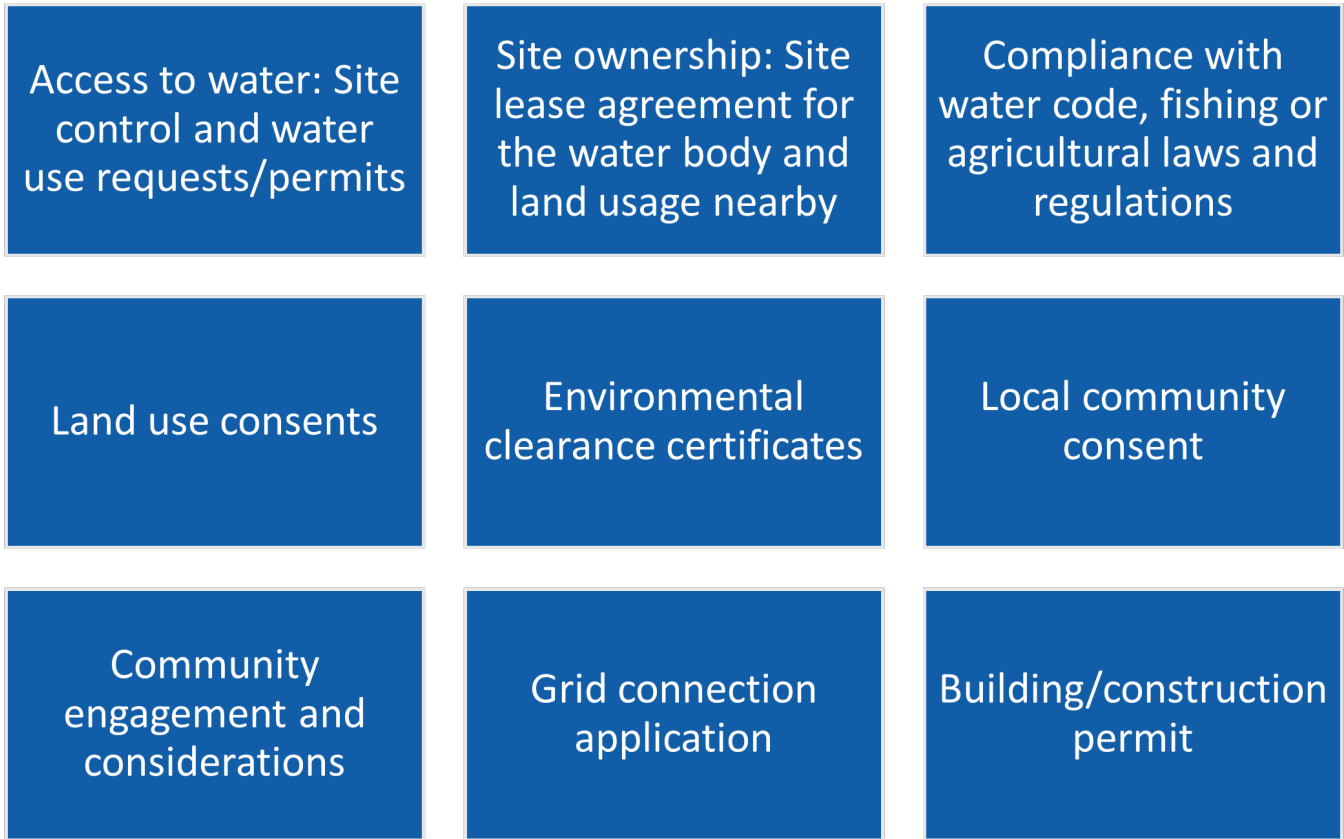 Access to water: Site
control and water
use requests/permits
Site ownership: Site
lease agreement for
the water body and
land usage nearby
Compliance with
water code, fishing or
agricultural laws and
regulations
Land use consents
Environmental
clearance certificates
Local community
consent
Community
engagement and
considerations
Grid connection
application
Building/construction
permit